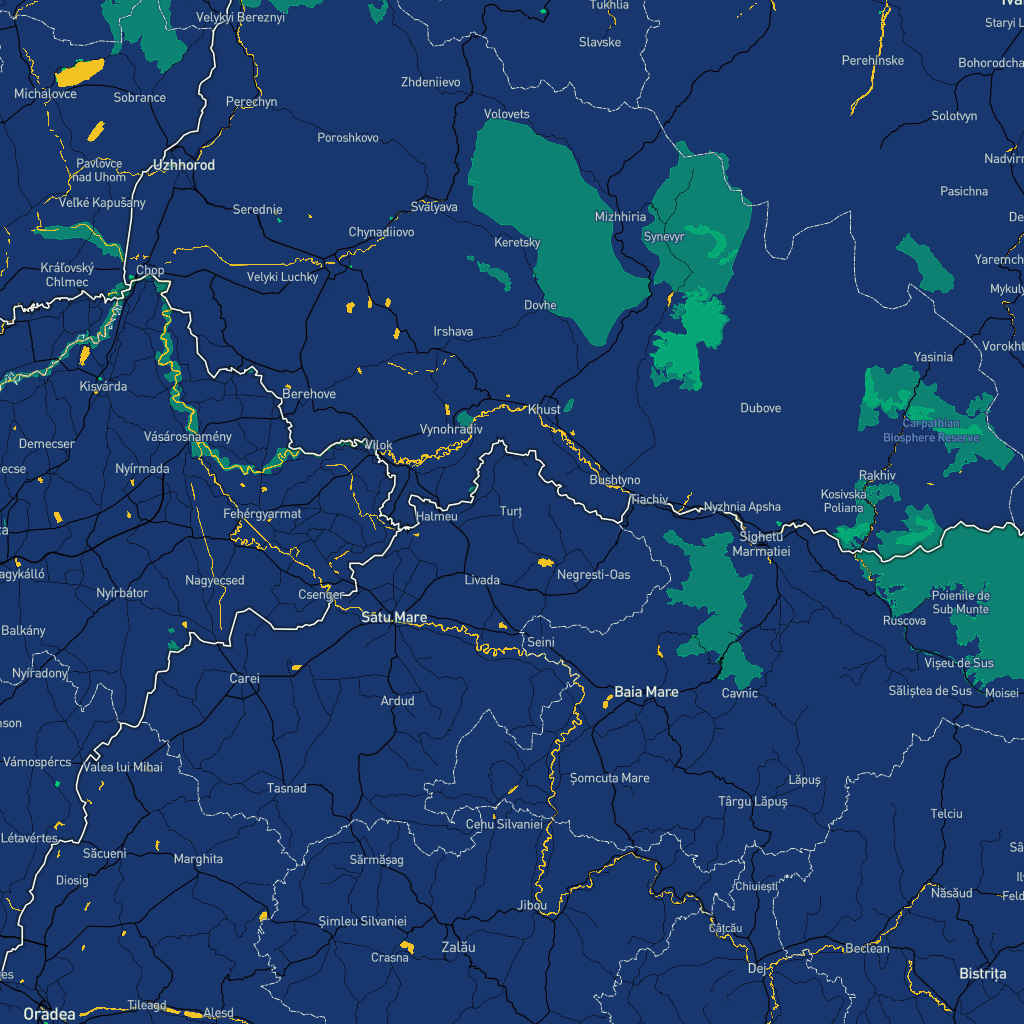 Tukhlia
Velykyi Bereznyi
Staryi
Slavske
Perehinske
Bohorodcha
Zhdeniievo
Michalovce
Sobrance
Perechyn
Volovets
Solotvyn
Poroshkovo
Pavlovce
nad Uhom
Uzhhorod
Nadvirn
Pasichna
Veľké Kapušany
Serednie
Svalyava
Mizhhiria
Chynadiiovo
Synevyr
Keretsky
Yaremch
Kráľovský
Chlmec
Chop
Velyki Luchky
Mykuly
Dovhe
Irshava
Vorokht
Yasinia
Kisvárda
Berehove
Khust
Dubove
Carpathian
Biosphere Reserve
Vynohradiv
Demecser
Vásárosnamény
Vilok
Nyírmada
Rakhiv
Bushtyno
Kosivska
Poliana
Tiachiv
Nyzhnia Apsha
Fehérgyarmat
Halmeu
Turț
Sighetu
Marmației
Nagyecsed
Livada
Negresti-Oas
Nyírbátor
Csenger
Poienile de
Sub Munte
Satu Mare
Ruscova
Balkány
Seini
Vișeu de Sus
Nyíradony
Carei
Baia Mare
Cavnic
Săliștea de Sus
Moisei
Ardud
Vámospércs
Valea lui Mihai
Șomcuta Mare
Lăpuș
Tasnad
Târgu Lăpuș
Telciu
Cehu Silvaniei
Létavértes
Săcueni
Marghita
Sărmășag
Diosig
Chiuiești
Năsăud
Jibou
Șimleu Silvaniei
Câțcău
Zalău
Beclean
Crasna
Dej
Bistrița
Tileagd
Oradea
Alesd